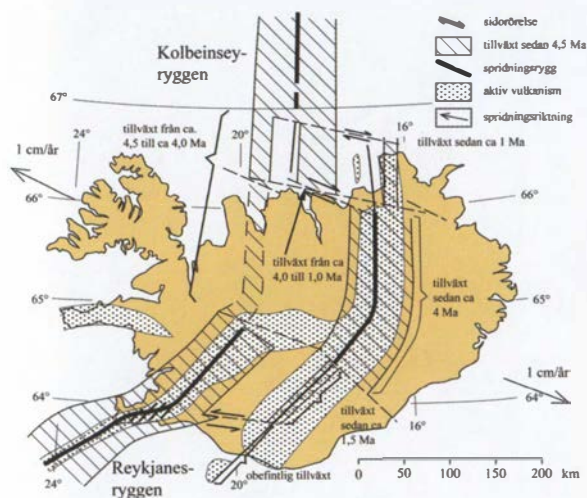 sidorörelse
tillväxt sedan 4,5 Ma
spridningsrygg
aktiv vulkanism
spridningsriktning
Kolbeinsey-
ryggen
67°
24°
tillväxt från ca.
4,5 till ca 4,0 Ma
20°
16°
tillväxt sedan ca 1 Ma
1 cm/år
66°
66°
tillväxt från ca
4,0 till 1,0 Ma
tillväxt
sedan ca
4 Ma
65°
65°
1 cm/år
64°
64°
tillväxt
sedan ca
1,5 Ma
16°
obefintlig tillväxt
Reykjanes-
ryggen
24°
20°
0 50 100 150 200 km